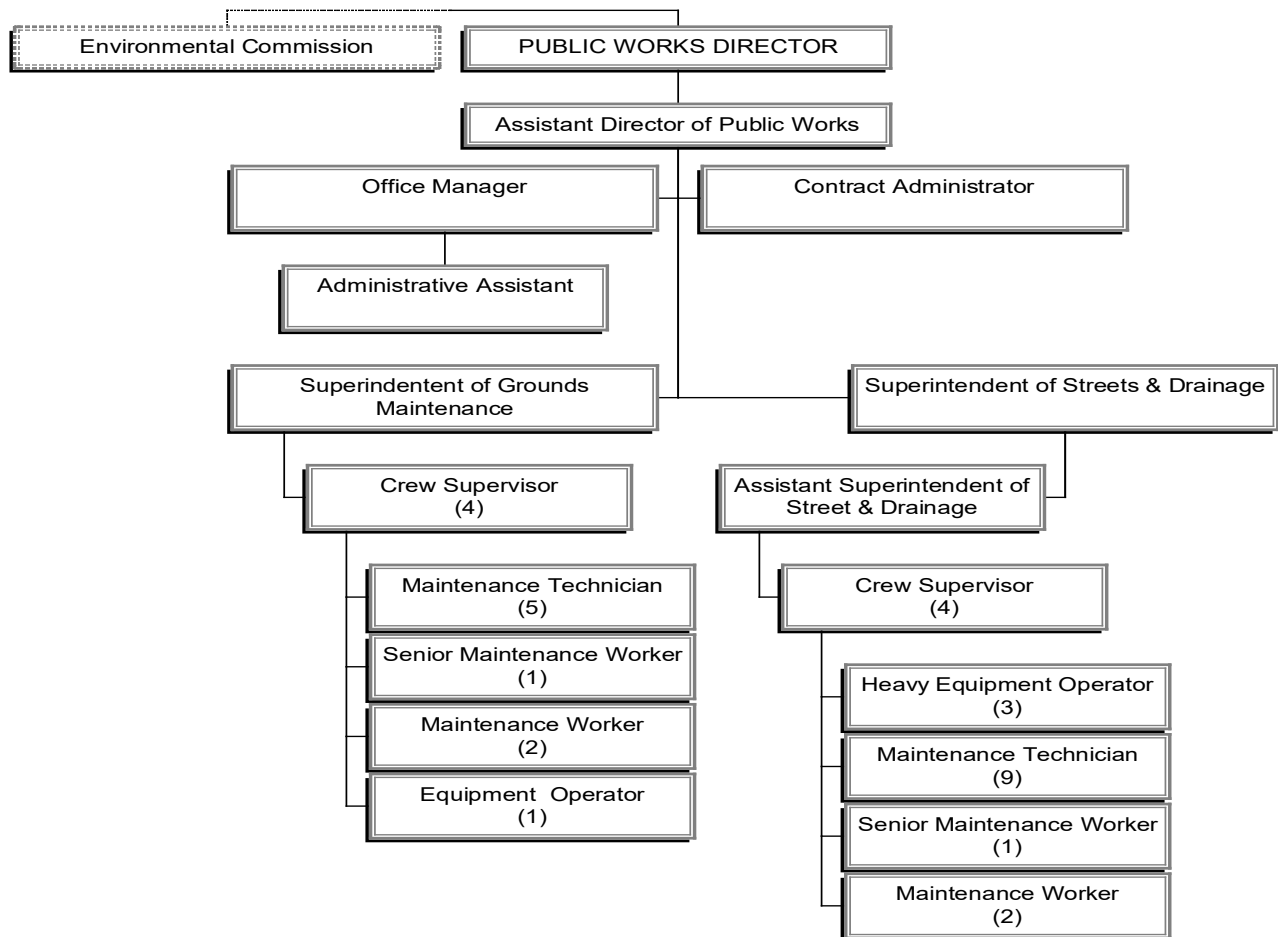 Environmental Commission
PUBLIC WORKS DIRECTOR
Assistant Director of Public Works
Office Manager
Contract Administrator
Administrative Assistant
Superindentent of Grounds
Maintenance
Superintendent of Streets & Drainage
Crew Supervisor
(4)
Assistant Superintendent of
Street & Drainage
Maintenance Technician
(5)
Senior Maintenance Worker
(1)
Maintenance Worker
(2)
Equipment Operator
(1)
Crew Supervisor
(4)
Heavy Equipment Operator
(3)
Maintenance Technician
(9)
Senior Maintenance Worker
(1)
Maintenance Worker
(2)